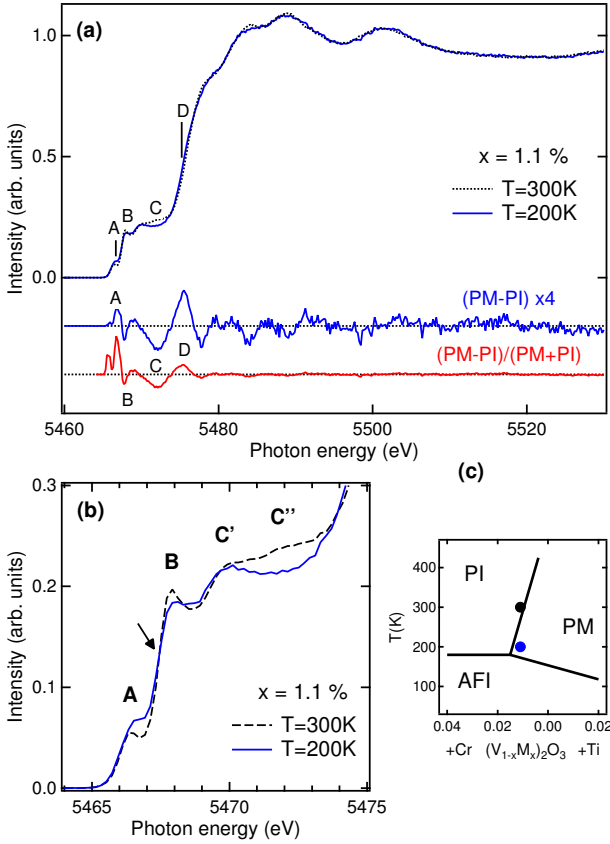 (a)
1.0
0.5
0.0
Intensity (arb. units)
A
B
C
D
x = 1.1 %
T=300K
T=200K
A
(PM-PI) x4
B
C
D
(PM-PI)/(PM+PI)
5460
5480
5500
5520
Photon energy (eV)
(b)
0.3
0.2
0.1
0.0
Intensity (arb. units)
A
B
C'
C''
x = 1.1 %
T=300K
T=200K
5465
5470
5475
Photon energy (eV)
(c)
400
300
200
100
T(K)
PI
PM
AFI
0.04
0.02
0.00
0.02
+Cr (V1-xMx)2O3 +Ti